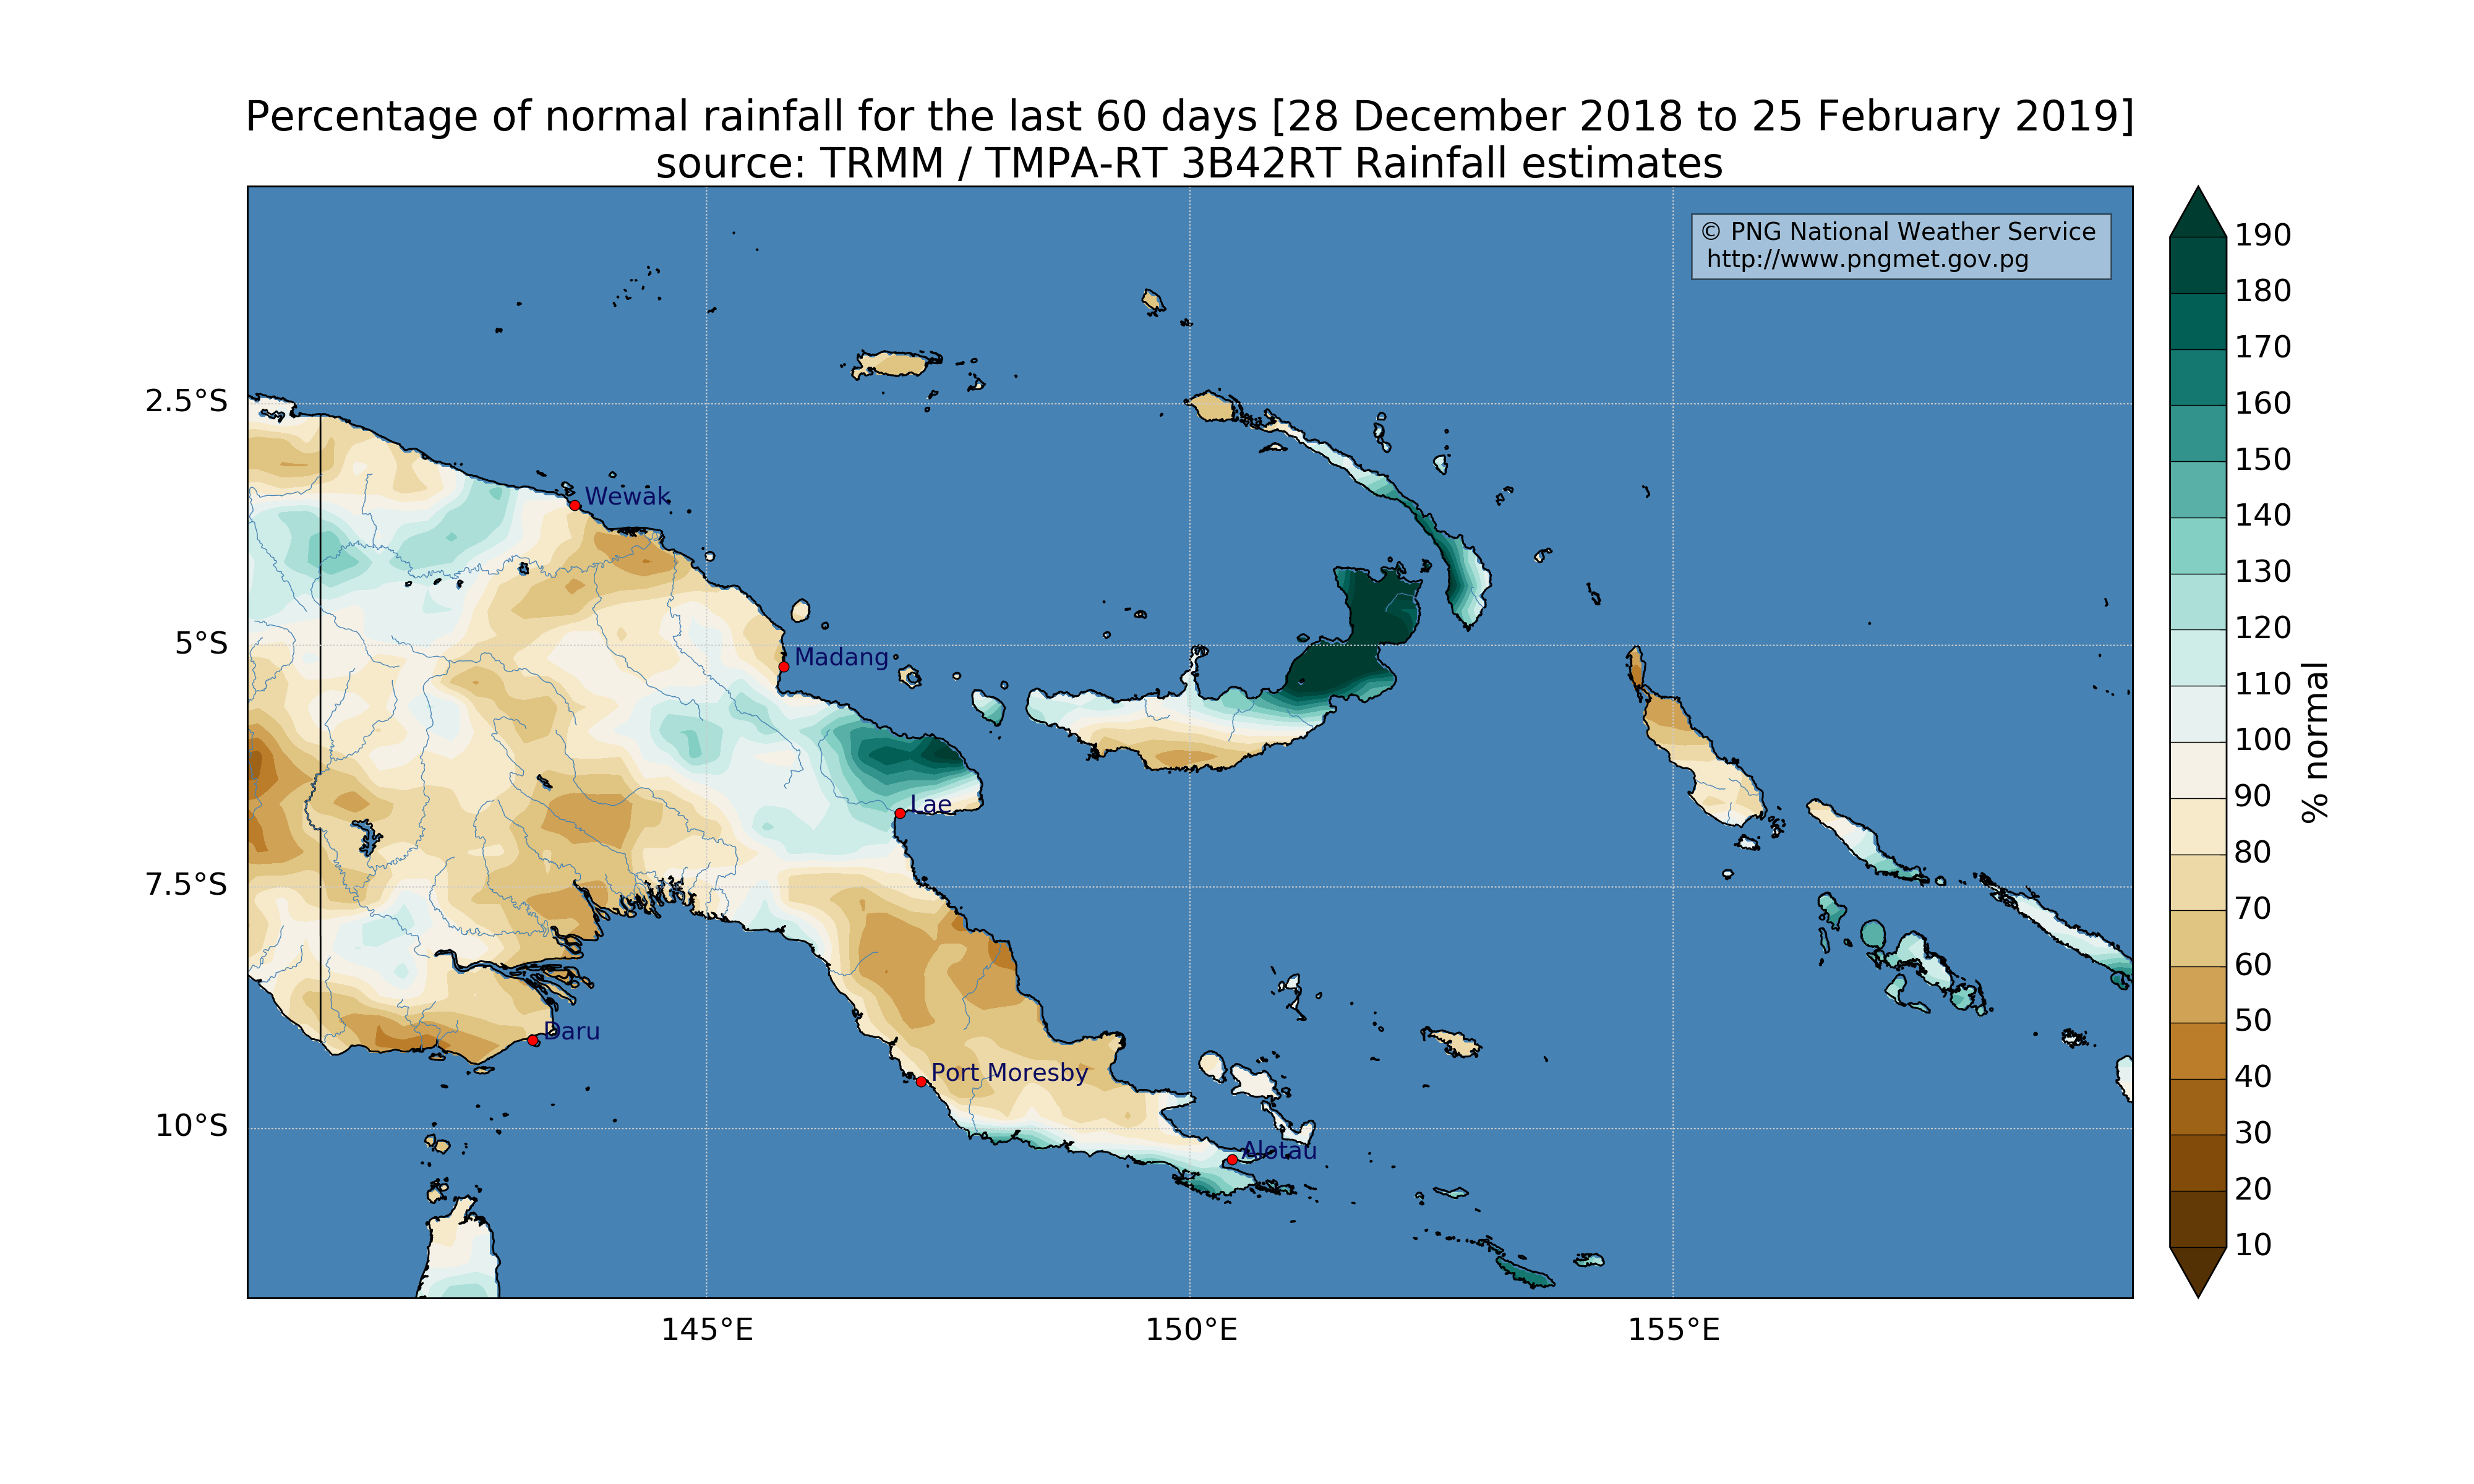 Percentage of normal rainfall for the last 60 days [28 December 2018 to 25 February 2019]
source: TRMM / TMPA-RT 3B42RT Rainfall estimates
© PNG National Weather Service
http://www.pngmet.gov.pg
2.5°S
5°S
7.5°S
10°S
Wewak
Madang
Lae
Daru
Port Moresby
Alotau
145°E
150°E
155°E
190
180
170
160
150
140
130
120
110
100
90
80
70
60
50
40
30
20
10
% normal